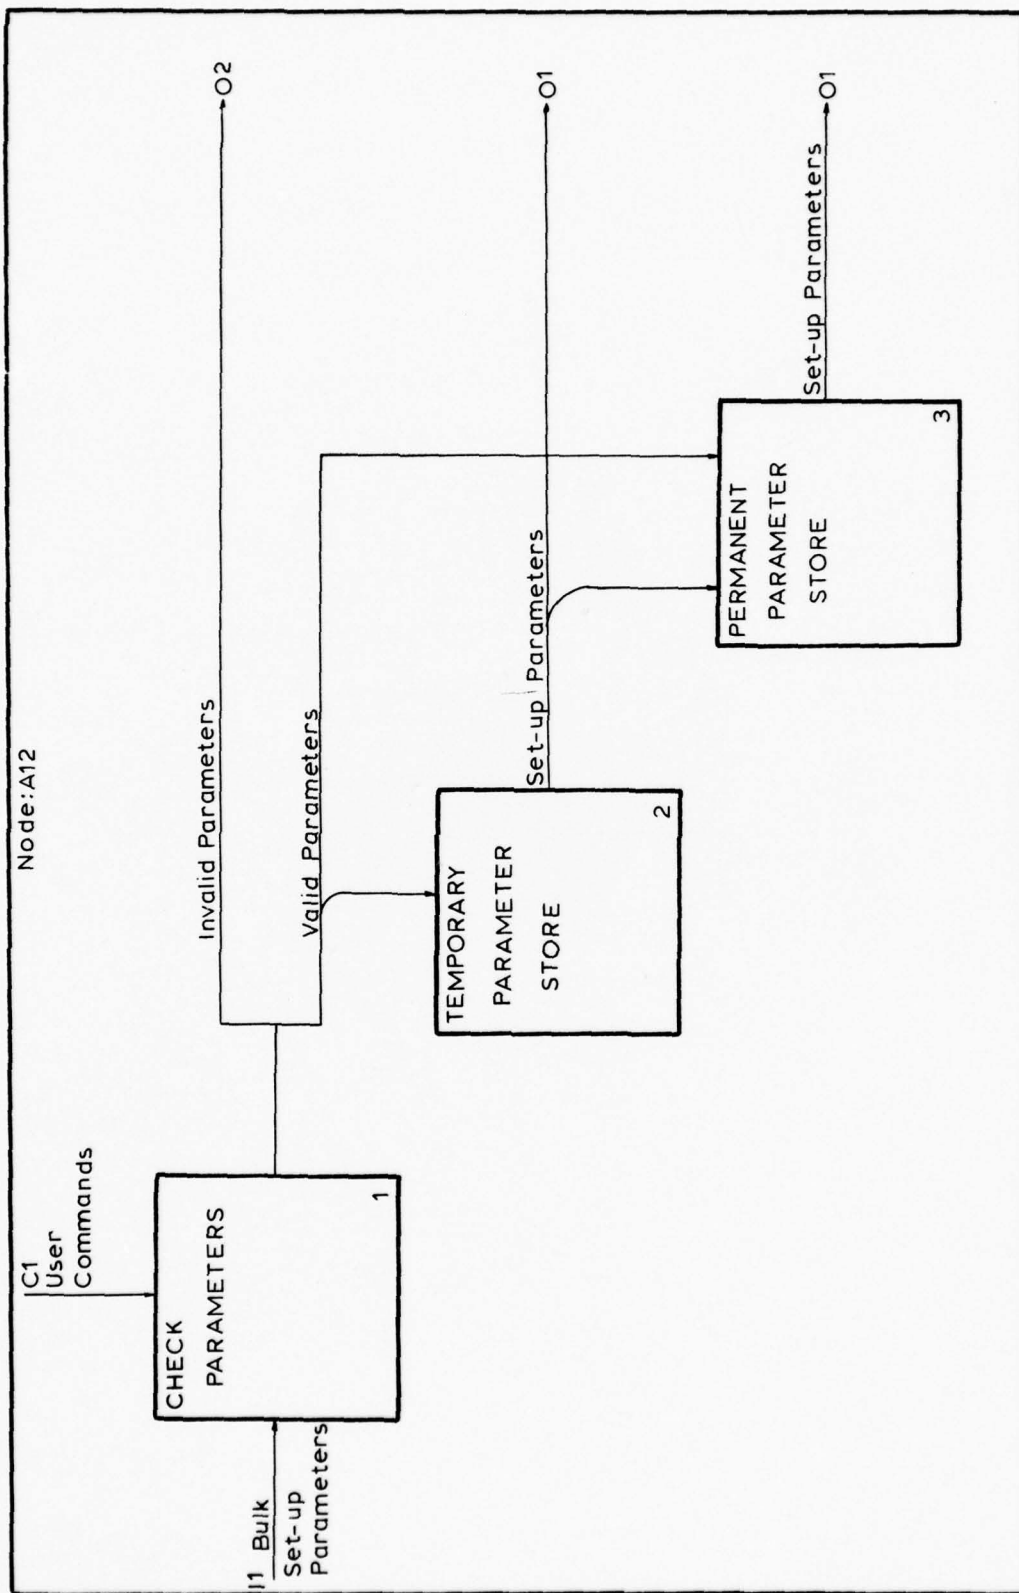 Node:A12
C1
User
Commands
I1 Bulk
Set-up
Parameters
CHECK
PARAMETERS
1
Invalid Parameters
O2
Valid Parameters
TEMPORARY
PARAMETER
STORE
2
Set-up Parameters
O1
PERMANENT
PARAMETER
STORE
3
Set-up Parameters
O1